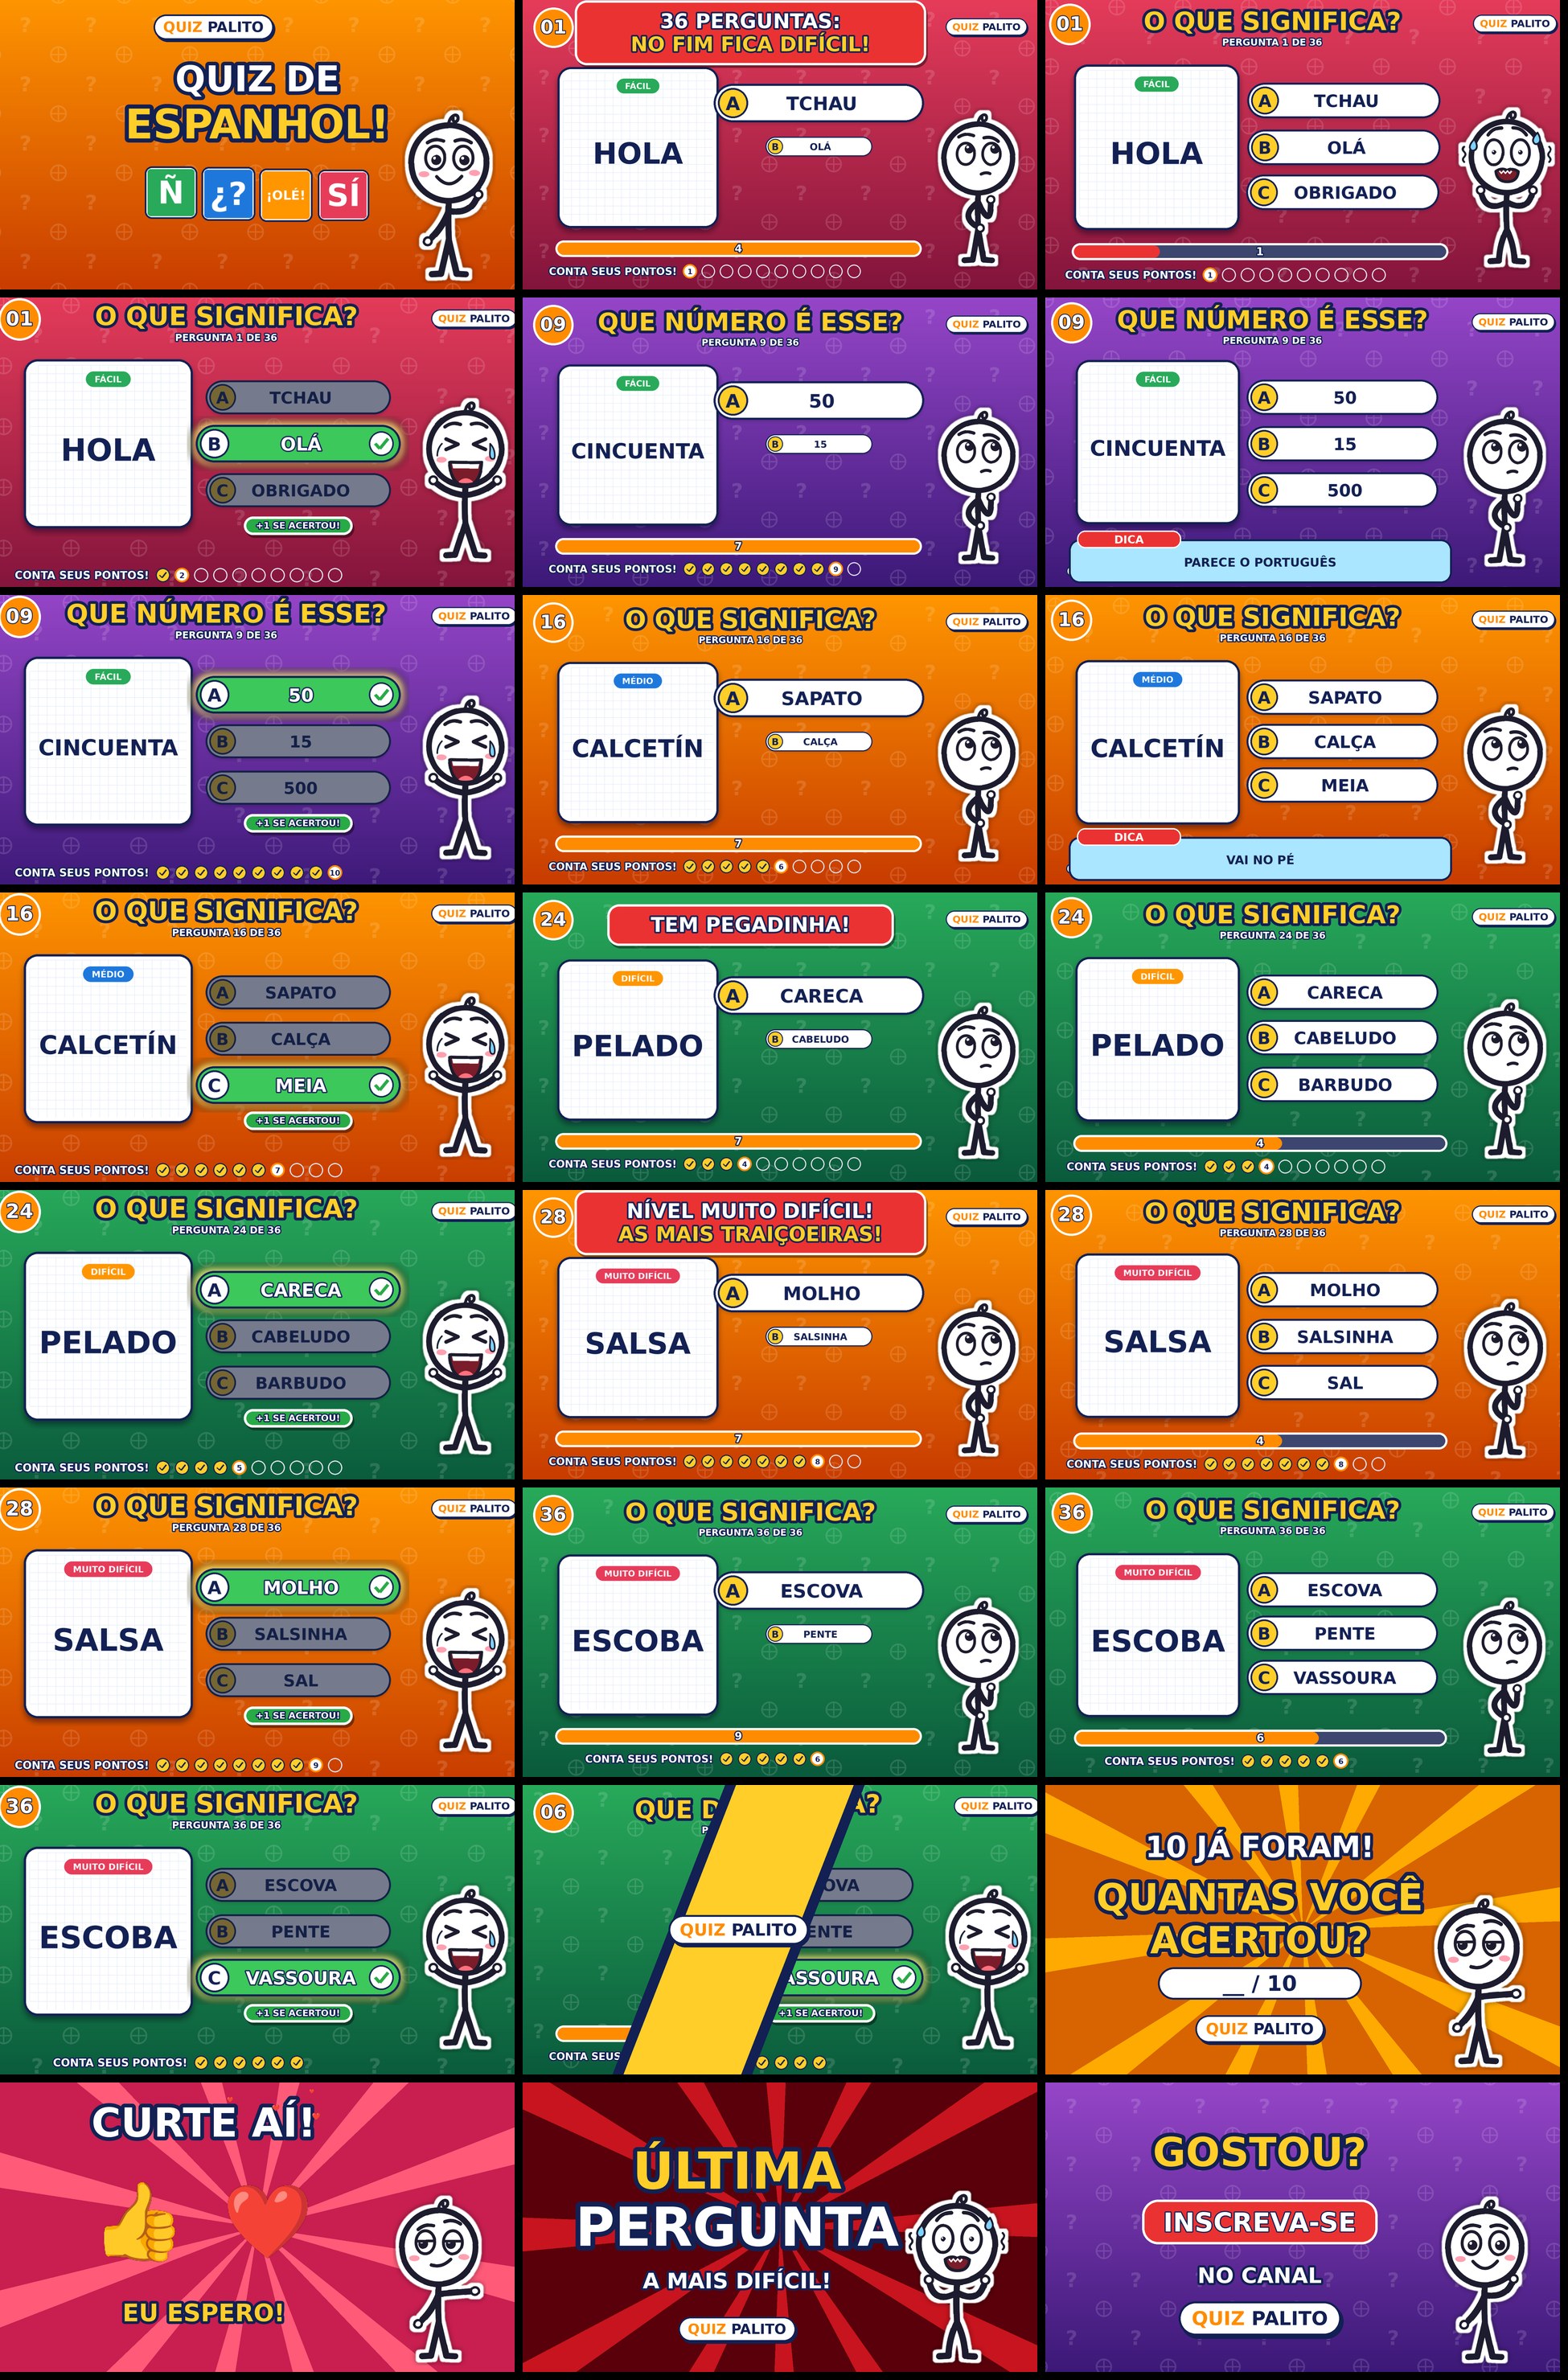 QUIZ PALITO
QUIZ DE
ESPANHOL!
Ñ
¿?
¡OLÉ!
SÍ
01
36 PERGUNTAS:
NO FIM FICA DIFÍCIL!
QUIZ PALITO
FÁCIL
HOLA
A TCHAU
B OLÁ
4
CONTA SEUS PONTOS! 1
01
O QUE SIGNIFICA?
PERGUNTA 1 DE 36
QUIZ PALITO
FÁCIL
HOLA
A TCHAU
B OLÁ
C OBRIGADO
1
CONTA SEUS PONTOS! 1
01
O QUE SIGNIFICA?
PERGUNTA 1 DE 36
QUIZ PALITO
FÁCIL
HOLA
A TCHAU
B OLÁ
C OBRIGADO
+1 SE ACERTOU!
CONTA SEUS PONTOS! 2
09
QUE NÚMERO É ESSE?
PERGUNTA 9 DE 36
QUIZ PALITO
FÁCIL
CINCUENTA
A 50
B 15
7
CONTA SEUS PONTOS! 9
09
QUE NÚMERO É ESSE?
PERGUNTA 9 DE 36
QUIZ PALITO
FÁCIL
CINCUENTA
A 50
B 15
C 500
DICA
PARECE O PORTUGUÊS
09
QUE NÚMERO É ESSE?
PERGUNTA 9 DE 36
QUIZ PALITO
FÁCIL
CINCUENTA
A 50
B 15
C 500
+1 SE ACERTOU!
CONTA SEUS PONTOS! 10
16
O QUE SIGNIFICA?
PERGUNTA 16 DE 36
QUIZ PALITO
MÉDIO
CALCETÍN
A SAPATO
B CALÇA
7
CONTA SEUS PONTOS! 6
16
O QUE SIGNIFICA?
PERGUNTA 16 DE 36
QUIZ PALITO
MÉDIO
CALCETÍN
A SAPATO
B CALÇA
C MEIA
DICA
VAI NO PÉ
16
O QUE SIGNIFICA?
PERGUNTA 16 DE 36
QUIZ PALITO
MÉDIO
CALCETÍN
A SAPATO
B CALÇA
C MEIA
+1 SE ACERTOU!
CONTA SEUS PONTOS! 7
24
TEM PEGADINHA!
QUIZ PALITO
DIFÍCIL
PELADO
A CARECA
B CABELUDO
7
CONTA SEUS PONTOS! 4
24
O QUE SIGNIFICA?
PERGUNTA 24 DE 36
QUIZ PALITO
DIFÍCIL
PELADO
A CARECA
B CABELUDO
C BARBUDO
4
CONTA SEUS PONTOS! 4
24
O QUE SIGNIFICA?
PERGUNTA 24 DE 36
QUIZ PALITO
DIFÍCIL
PELADO
A CARECA
B CABELUDO
C BARBUDO
+1 SE ACERTOU!
CONTA SEUS PONTOS! 5
28
NÍVEL MUITO DIFÍCIL!
AS MAIS TRAIÇOEIRAS!
QUIZ PALITO
MUITO DIFÍCIL
SALSA
A MOLHO
B SALSINHA
7
CONTA SEUS PONTOS! 8
28
O QUE SIGNIFICA?
PERGUNTA 28 DE 36
QUIZ PALITO
MUITO DIFÍCIL
SALSA
A MOLHO
B SALSINHA
C SAL
4
CONTA SEUS PONTOS! 8
28
O QUE SIGNIFICA?
PERGUNTA 28 DE 36
QUIZ PALITO
MUITO DIFÍCIL
SALSA
A MOLHO
B SALSINHA
C SAL
+1 SE ACERTOU!
CONTA SEUS PONTOS! 9
36
O QUE SIGNIFICA?
PERGUNTA 36 DE 36
QUIZ PALITO
MUITO DIFÍCIL
ESCOBA
A ESCOVA
B PENTE
9
CONTA SEUS PONTOS! 6
36
O QUE SIGNIFICA?
PERGUNTA 36 DE 36
QUIZ PALITO
MUITO DIFÍCIL
ESCOBA
A ESCOVA
B PENTE
C VASSOURA
6
CONTA SEUS PONTOS! 6
36
O QUE SIGNIFICA?
PERGUNTA 36 DE 36
QUIZ PALITO
MUITO DIFÍCIL
ESCOBA
A ESCOVA
B PENTE
C VASSOURA
+1 SE ACERTOU!
CONTA SEUS PONTOS!
06
QUE
QUIZ PALITO
QUIZ PALITO
+1 SE ACERTOU!
CONTA
10 JÁ FORAM!
QUANTAS VOCÊ
ACERTOU?
__ / 10
QUIZ PALITO
CURTE AÍ!
EU ESPERO!
ÚLTIMA
PERGUNTA
A MAIS DIFÍCIL!
QUIZ PALITO
GOSTOU?
INSCREVA-SE
NO CANAL
QUIZ PALITO